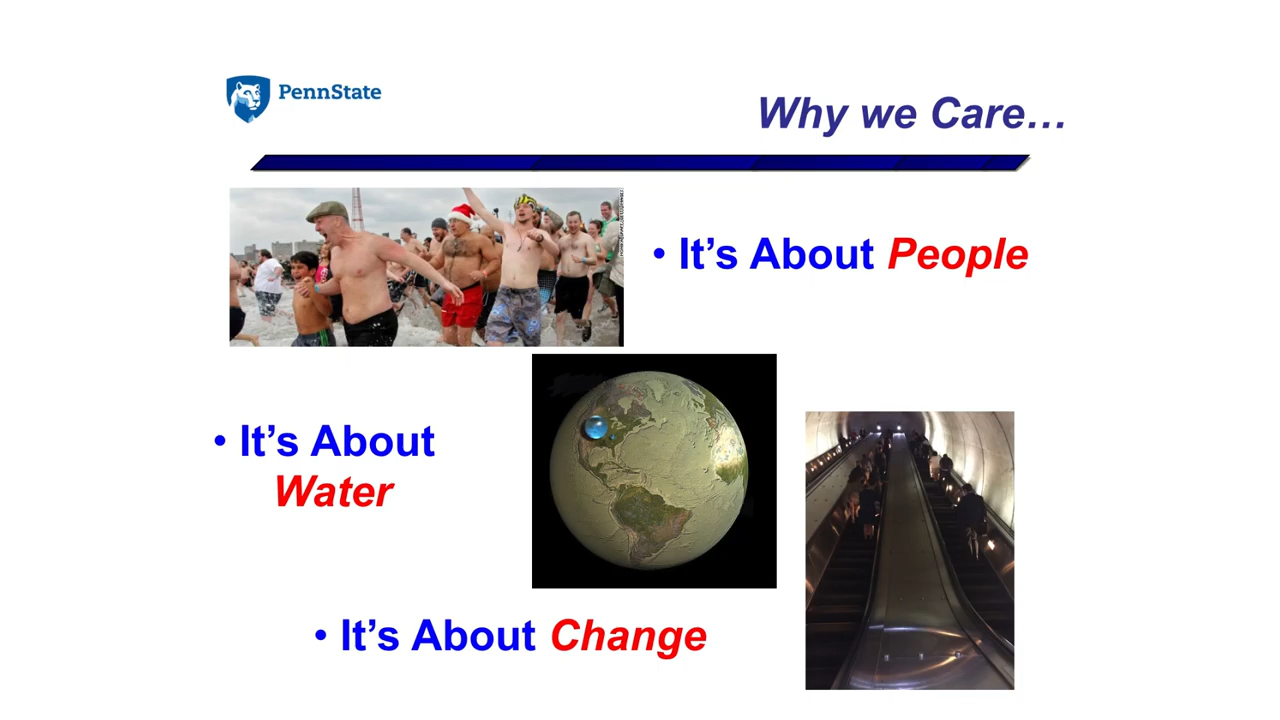 PennState
Why we Care…
• It’s About People
• It’s About
Water
• It’s About Change